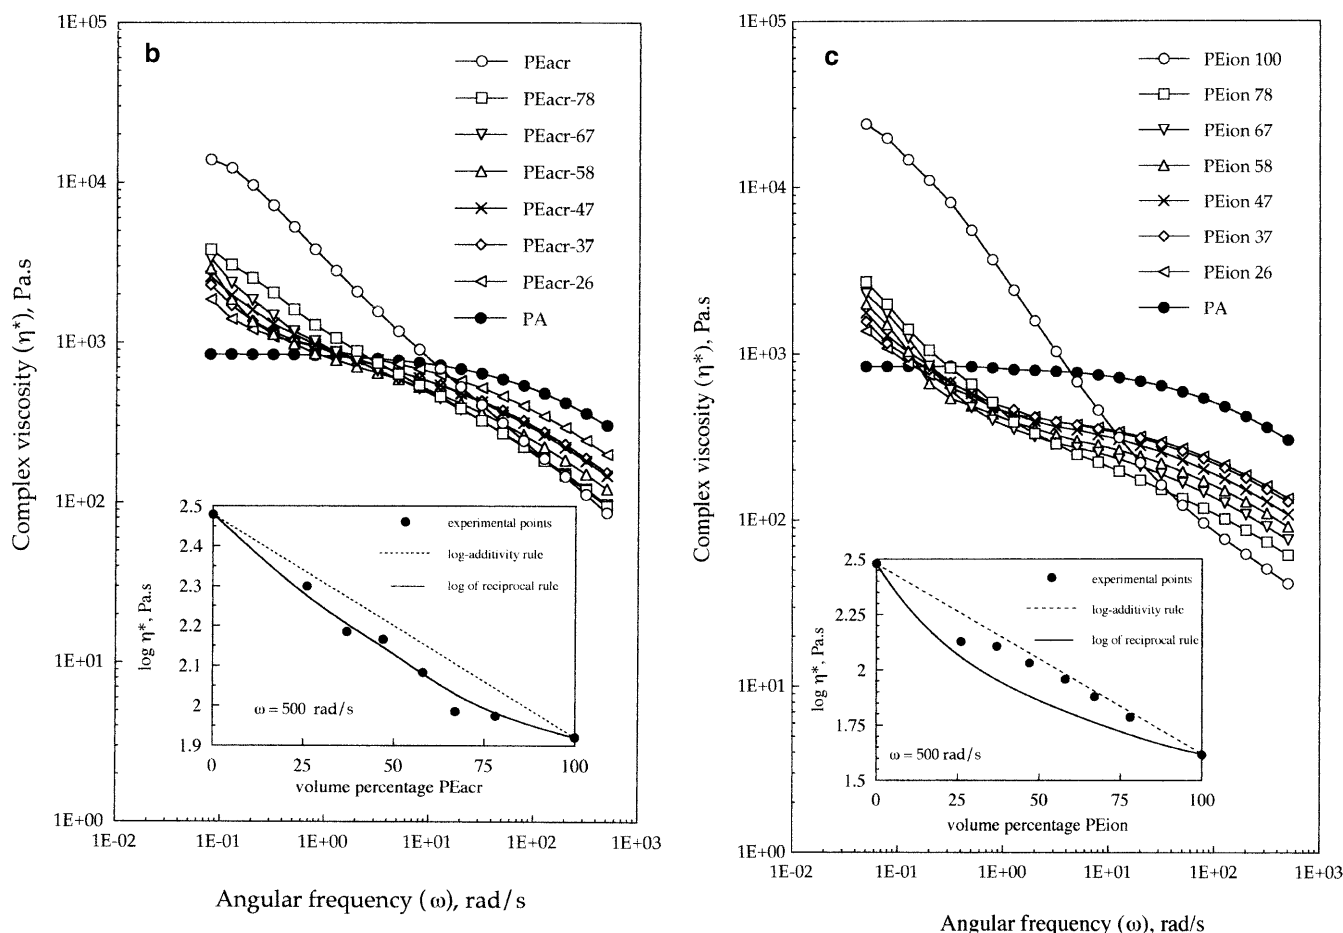 b
1E+05
1E+04
1E+03
1E+02
1E+01
1E+00
Complex viscosity (η*), Pa.s
PEacr
PEacr-78
PEacr-67
PEacr-58
PEacr-47
PEacr-37
PEacr-26
PA
2.5
2.4
2.3
2.2
2.1
2
1.9
log η*, Pa.s
experimental points
log-additivity rule
log of reciprocal rule
ω = 500 rad/s
0 25 50 75 100
volume percentage PEacr
1E-02 1E-01 1E+00 1E+01 1E+02 1E+03
Angular frequency (ω), rad/s
c
1E+05
1E+04
1E+03
1E+02
1E+01
1E+00
Complex viscosity (η*), Pa.s
PEion 100
PEion 78
PEion 67
PEion 58
PEion 47
PEion 37
PEion 26
PA
2.5
2.25
2
1.75
1.5
log η*, Pa.s
experimental points
log-additivity rule
log of reciprocal rule
ω = 500 rad/s
0 25 50 75 100
volume percentage PEion
1E-02 1E-01 1E+00 1E+01 1E+02 1E+03
Angular frequency (ω), rad/s